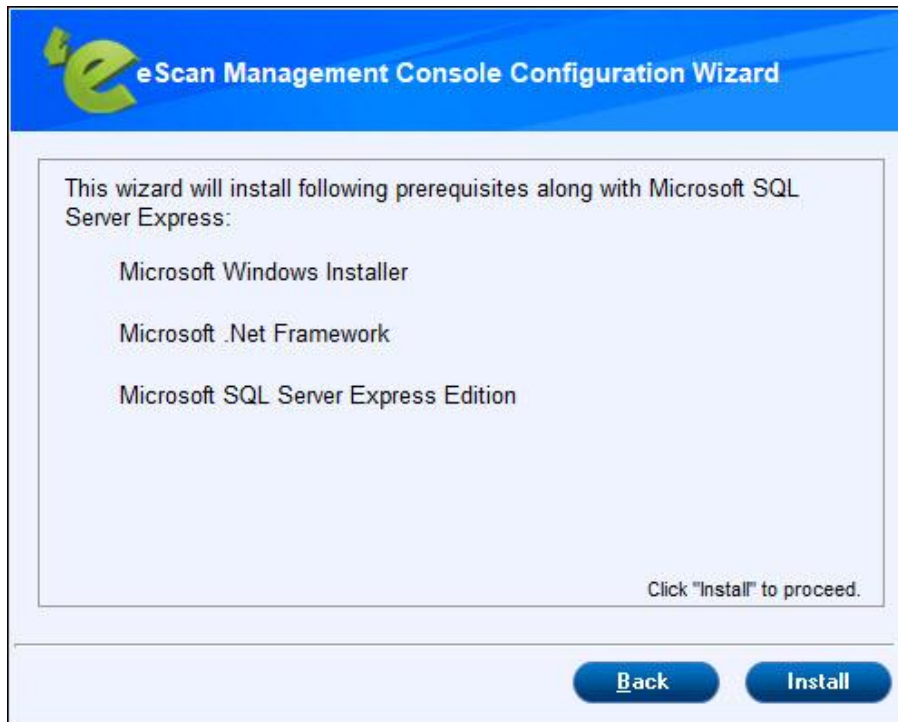 eScan Management Console Configuration Wizard
This wizard will install following prerequisites along with Microsoft SQL
Server Express:
Microsoft Windows Installer
Microsoft .Net Framework
Microsoft SQL Server Express Edition
Click "Install" to proceed.
Back
Install